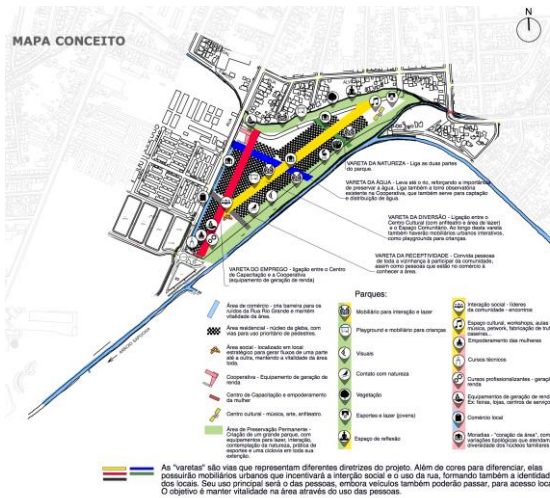 N
MAPA CONCEITO
VARETA DA NATUREZA - Liga as duas partes
do parque.
VARETA DA ÁGUA - Leva até o rio, reforçando a importância
de preservar a água. Liga também a torre observatória
existente na Cooperativa, que também serve para captação
e distribuição de água.
VARETA DA DIVERSÃO - Ligação entre o
Centro Cultural (com anfiteatro e área de lazer)
e o Espaço Comunitário. Ao longo desta vareta
também haverão mobiliários urbanos interativos,
como playgrounds para crianças.
VARETA DA RECEPTIVIDADE - Convida pessoas
de toda a vizinhança a participar da comunidade,
assim como pessoas que estão no comércio à
conhecer a área.
VARETA DO EMPREGO - ligação entre o Centro
de Capacitação e a Cooperativa
(equipamento de geração de renda)
ARROIO SAPUCAIA
Área de comércio - cria barreira para os
ruídos da Rua Rio Grande e mantém
vitalidade da área.
Área residencial - núcleo da gleba, com
vias para uso prioritário de pedestres.
Área social - localizado em local
estratégico para gerar fluxos de uma parte
até a outra, mantendo a vitalidade da área
toda.
Cooperativa - Equipamento de geração de
renda
Centro de Capacitação e empoderamento
da mulher
Centro cultural - música, arte, anfiteatro.
Área de Preservação Permanente -
Criação de um grande parque, com
equipamentos para lazer, interação,
contemplação da natureza, prática de
esportes e uma ciclovia em toda sua
extensão.
Parques:
Mobiliário para interação e lazer
Playground e mobiliário para crianças
Visuais
Contato com natureza
Vegetação
Esportes e lazer (jovens)
Espaço de reflexão
Interação social - líderes
da comunidade - encontros
Espaço cultural, workshops, aulas
música, petwork, fabricação de
Empoderamento das mulheres
Cursos técnicos
Cursos profissionalizantes - geração
renda
Equipamentos de geração de
Ex: feiras, lojas, centros de serviço
Comércio local
Moradias - "coração da área", com
variações tipológicas que atendam
diversidade dos núcleos familiares
As "varetas" são vias que representam diferentes diretrizes do projeto. Além de cores para diferenciar, elas
possuirão mobiliários urbanos que incentivará a interação social e o uso da rua, formando também a identidade
dos locais. Seu uso principal será o das pessoas, embora veículos também poderão passar, para acesso local.
O objetivo é manter vitalidade na área através do uso das pessoas.